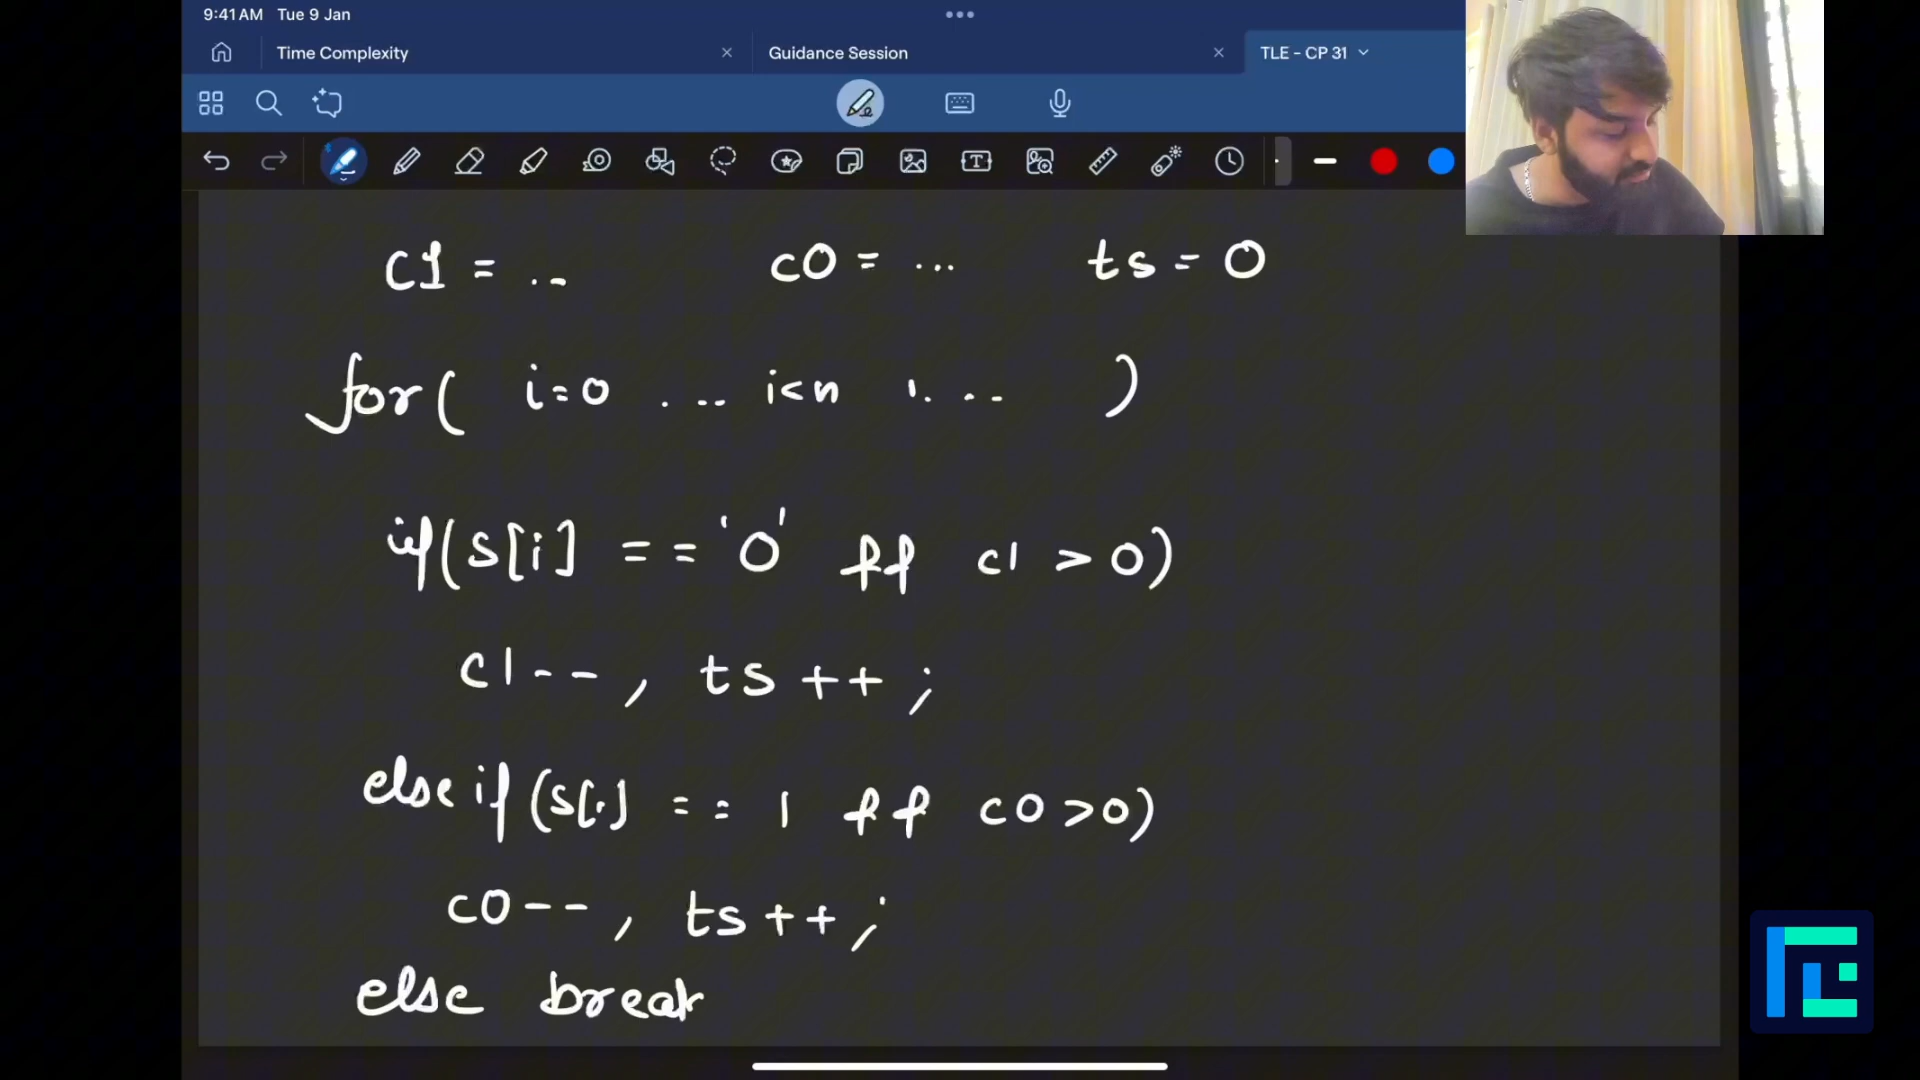 9:41 AM Tue 9 Jan
Time Complexity
Guidance Session
TLE - CP 31
c1 = .. c0 = ... ts = 0
for( i=0 ... i<n ... )
if(s[i] == '0' && c1 > 0)
c1--, ts++;
else if (s[i] == 1 && c0 >0)
c0--, ts++;
else break